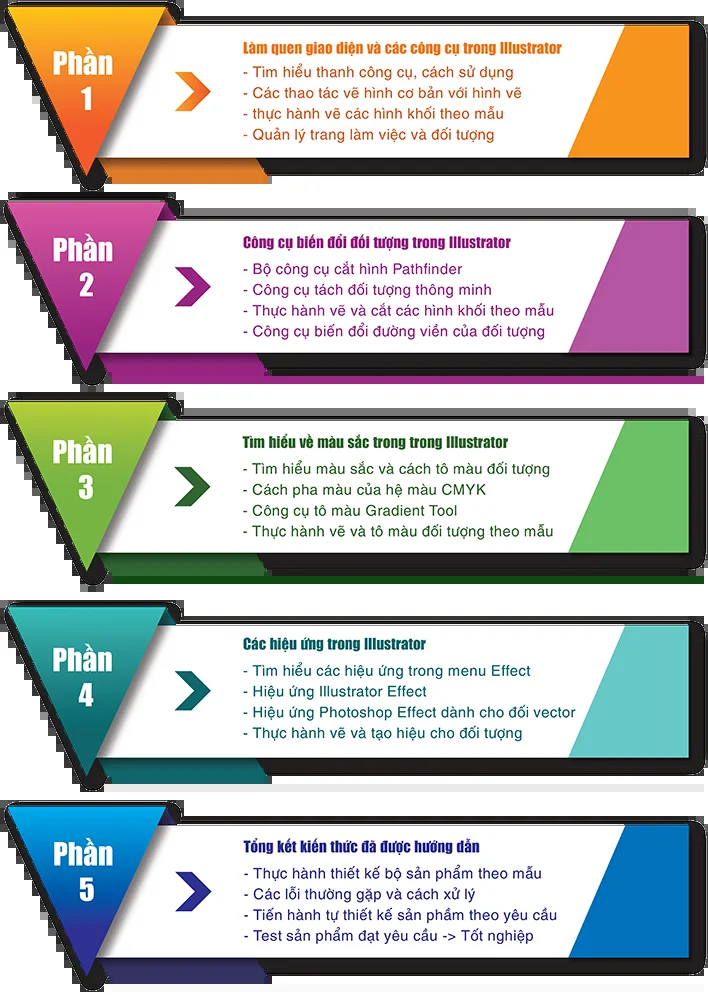 Phần
1
Làm quen giao diện và các công cụ trong Illustrator
- Tìm hiểu thanh công cụ, cách sử dụng
- Các thao tác vẽ hình cơ bản với hình vẽ
- thực hành vẽ các hình khối theo mẫu
- Quản lý trang làm việc và đối tượng
Phần
2
Công cụ biến đổi đối tượng trong Illustrator
- Bộ công cụ cắt hình Pathfinder
- Công cụ tách đối tượng thông minh
- Thực hành vẽ và cắt các hình khối theo mẫu
- Công cụ biến đổi đường viền của đối tượng
Phần
3
Tìm hiểu về màu sắc trong trong Illustrator
- Tìm hiểu màu sắc và cách tô màu đối tượng
- Cách pha màu của hệ màu CMYK
- Công cụ tô màu Gradient Tool
- Thực hành vẽ và tô màu đối tượng theo mẫu
Phần
4
Các hiệu ứng trong Illustrator
- Tìm hiểu các hiệu ứng trong menu Effect
- Hiệu ứng Illustrator Effect
- Hiệu ứng Photoshop Effect dành cho đối vector
- Thực hành vẽ và tạo hiệu cho đối tượng
Phần
5
Tổng kết kiến thức đã được hướng dẫn
- Thực hành thiết kế bộ sản phẩm theo mẫu
- Các lỗi thường gặp và cách xử lý
- Tiến hành tự thiết kế sản phầm theo yêu cầu
- Test sản phẩm đạt yêu cầu -> Tốt nghiệp